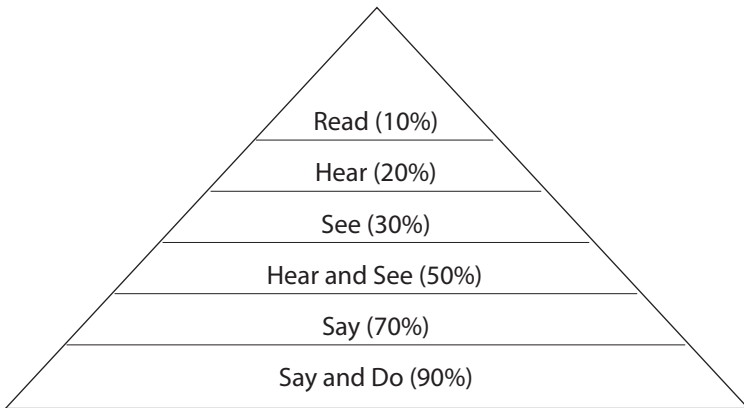 Read (10%)
Hear (20%)
See (30%)
Hear and See (50%)
Say (70%)
Say and Do (90%)